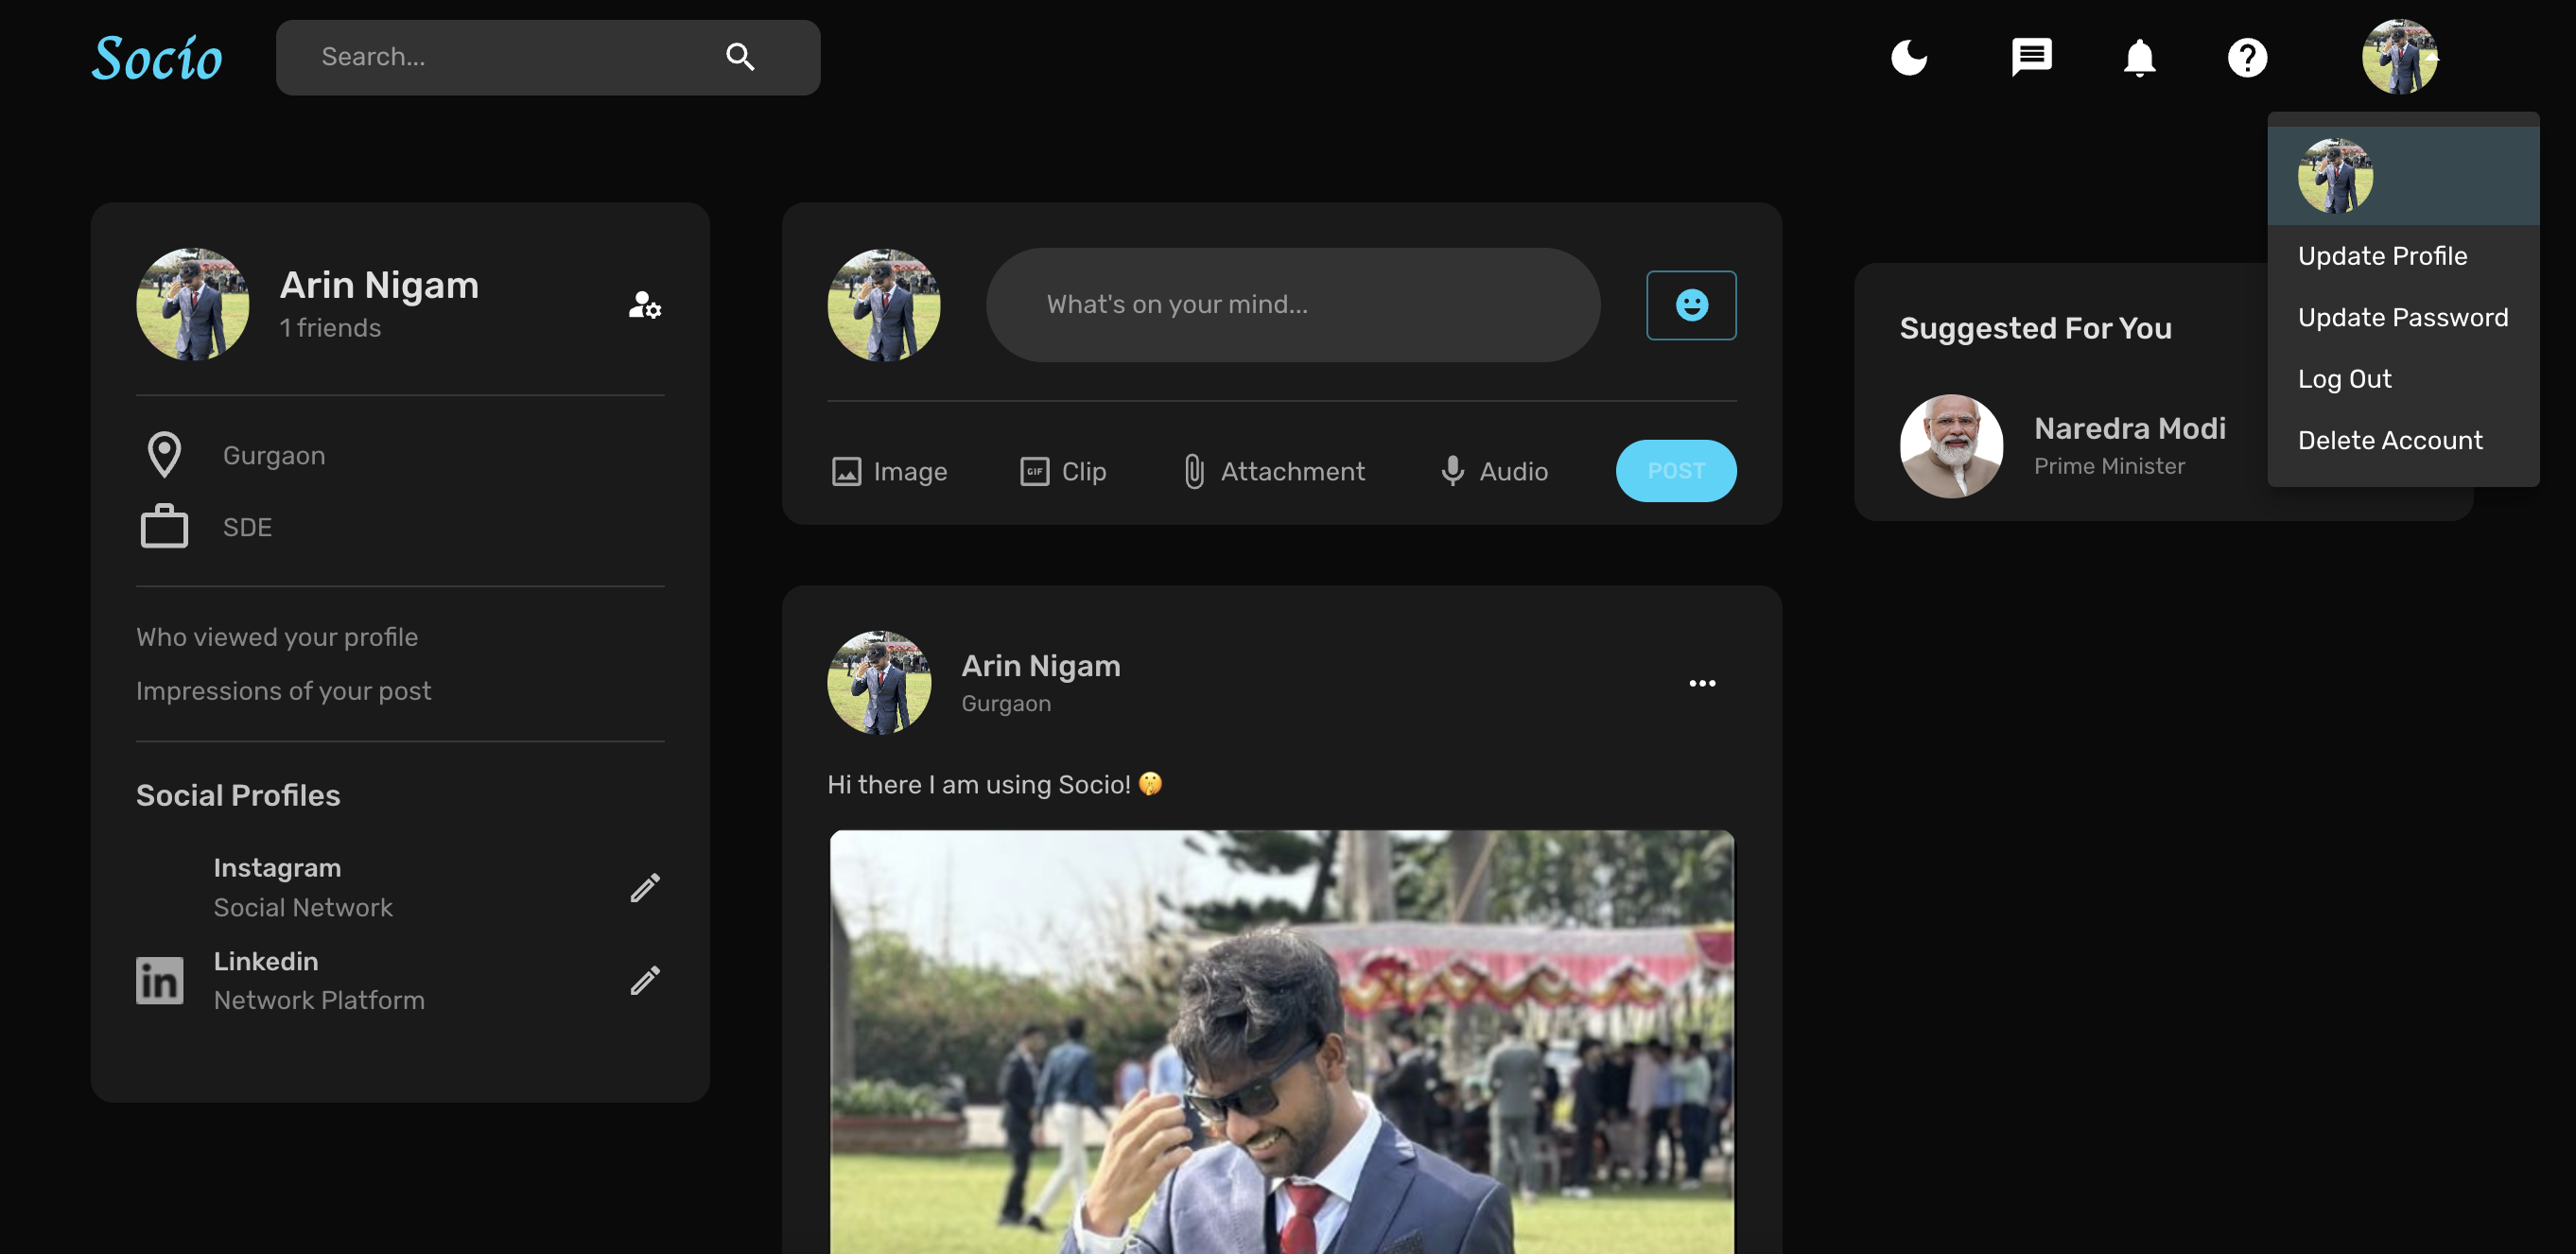 Socio
Search...
Update Profile
Update Password
Log Out
Delete Account
Arin Nigam
1 friends
Gurgaon
SDE
Who viewed your profile
Impressions of your post
Social Profiles
Instagram
Social Network
in
Linkedin
Network Platform
What's on your mind...
Image
GIF Clip
Attachment
Audio
POST
Arin Nigam
Gurgaon
Hi there I am using Socio! 🤫
Suggested For You
Naredra Modi
Prime Minister